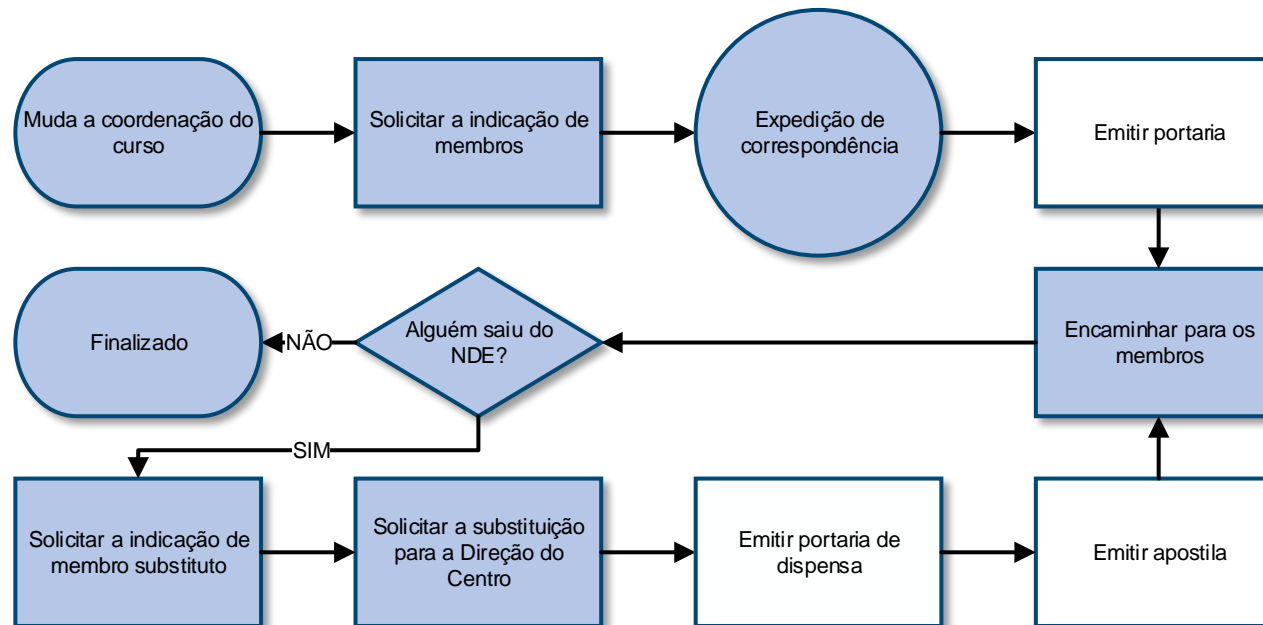 Muda a coordenação do
curso
Solicitar a indicação de
membros
Expedição de
correspondência
Emitir portaria
Finalizado
NÃO
Alguém saiu do
NDE?
Encaminhar para os
membros
SIM
Solicitar a indicação de
membro substituto
Solicitar a substituição
para a Direção do
Centro
Emitir portaria de
dispensa
Emitir apostila